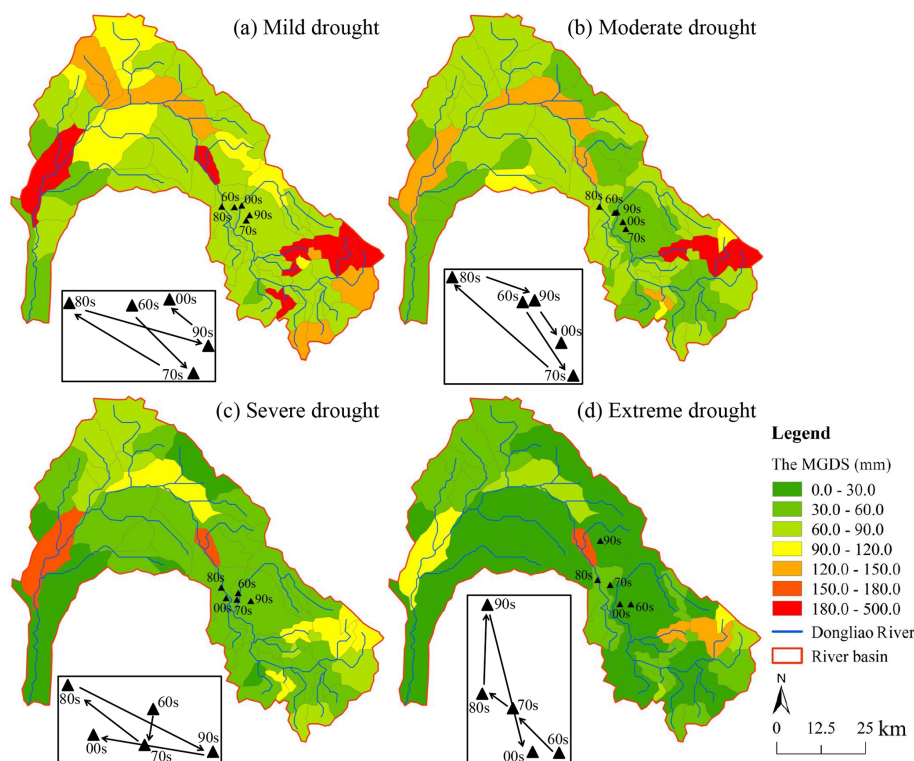 (a) Mild drought
60s
00s
80s
90s
70s
80s
60s
00s
90s
70s
(b) Moderate drought
80s
60s
90s
00s
70s
80s
60s
90s
00s
70s
(c) Severe drought
80s
60s
00s
70s
90s
80s
60s
00s
70s
90s
(d) Extreme drought
90s
80s
70s
00s
60s
90s
80s
70s
60s
00s
Legend
The MGDS (mm)
0.0 - 30.0
30.0 - 60.0
60.0 - 90.0
90.0 - 120.0
120.0 - 150.0
150.0 - 180.0
180.0 - 500.0
Dongliao River
River basin
N
0 12.5 25 km